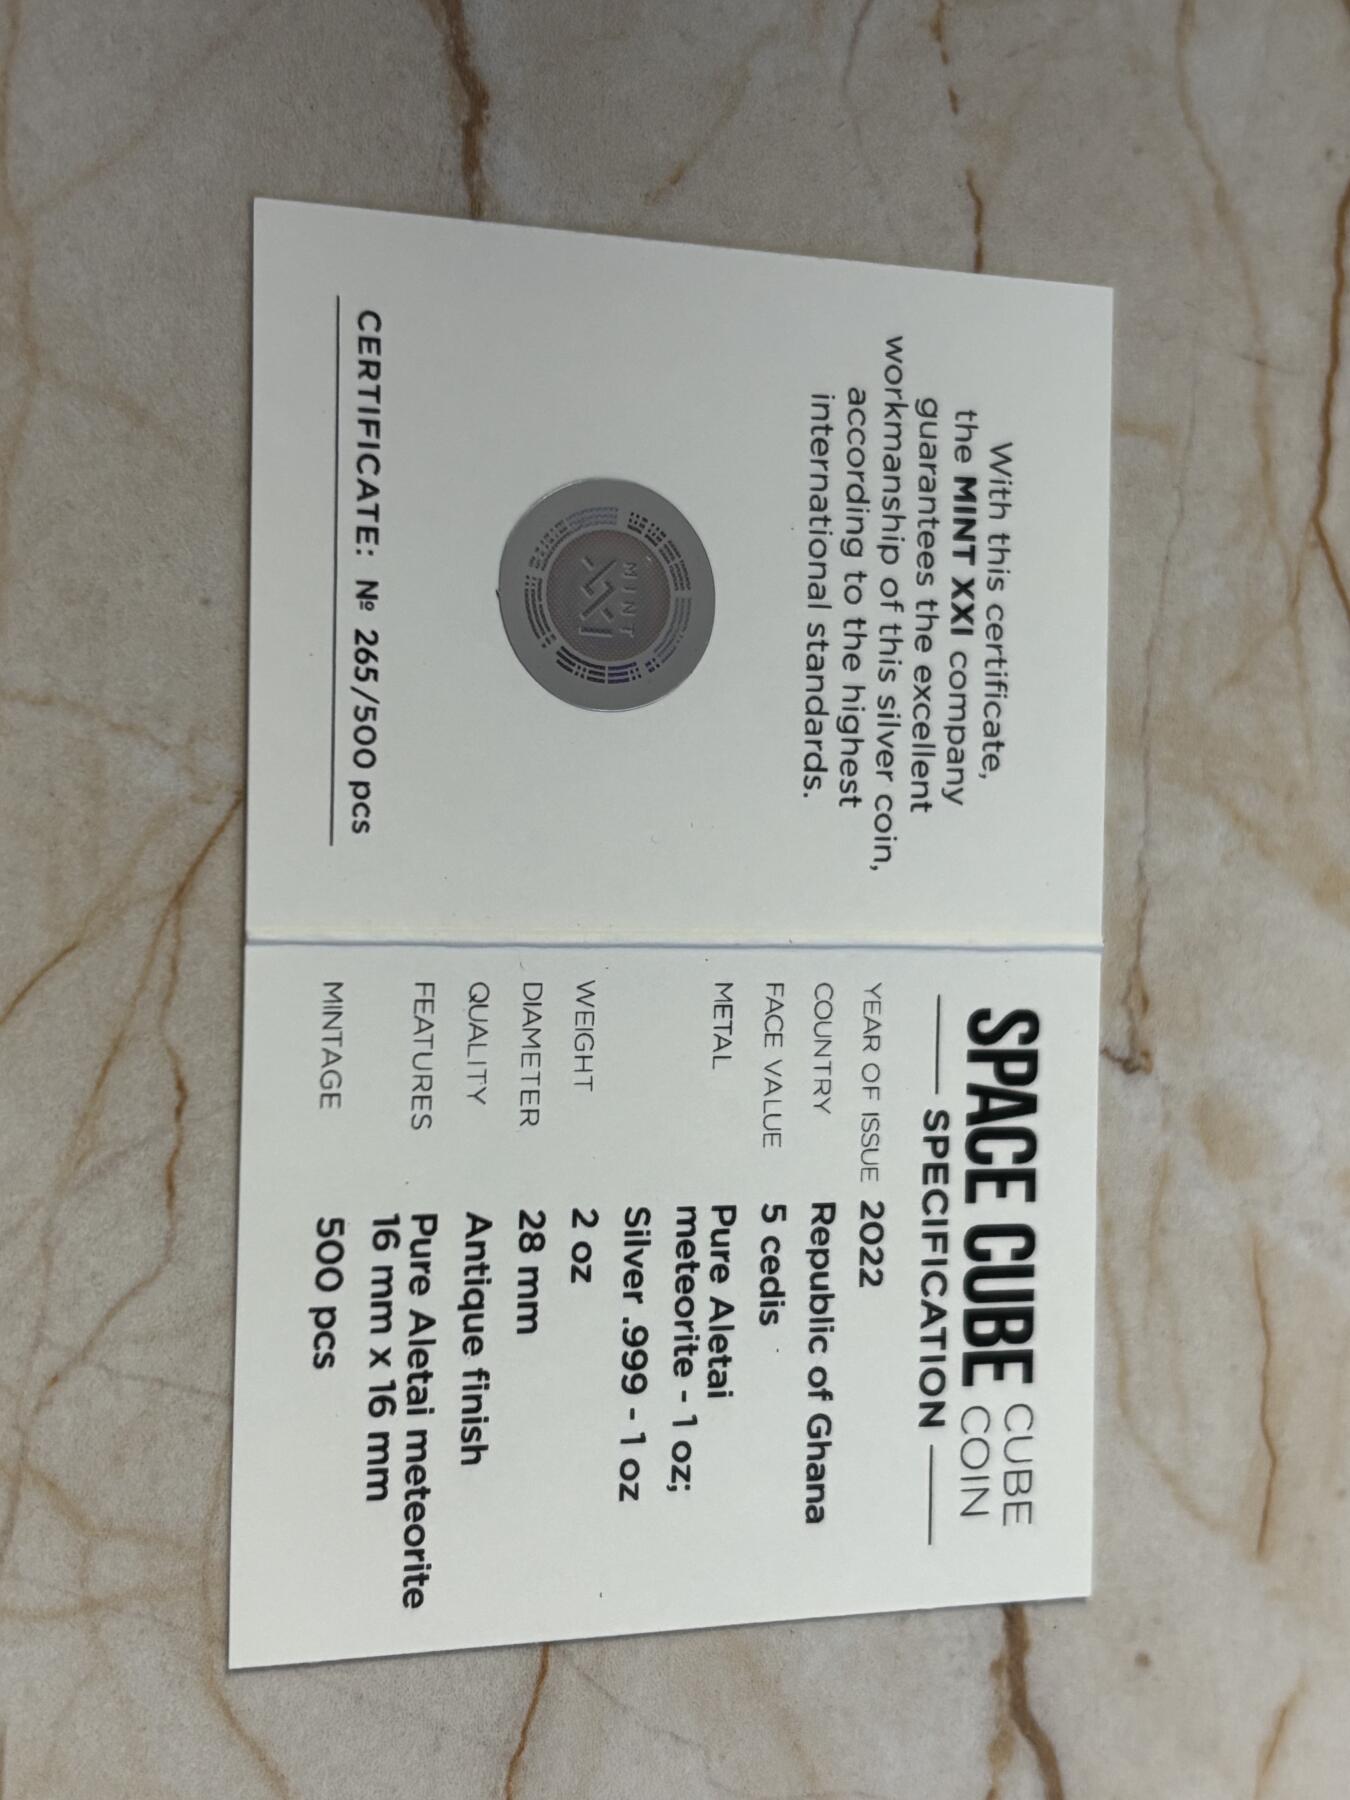 With this certificate,
the MINT XXI company
guarantees the excellent
workmanship of this silver coin,
according to the highest
international standards.
MINT
XXI
CERTIFICATE: № 265/500 pcs
SPACE CUBE CUBE COIN
SPECIFICATION
YEAR OF ISSUE 2022
COUNTRY Republic of Ghana
FACE VALUE 5 cedis
METAL Pure Aletai
meteorite - 1 oz;
Silver .999 - 1 oz
WEIGHT 2 oz
DIAMETER 28 mm
QUALITY Antique finish
FEATURES Pure Aletai meteorite
16 mm x 16 mm
MINTAGE 500 pcs